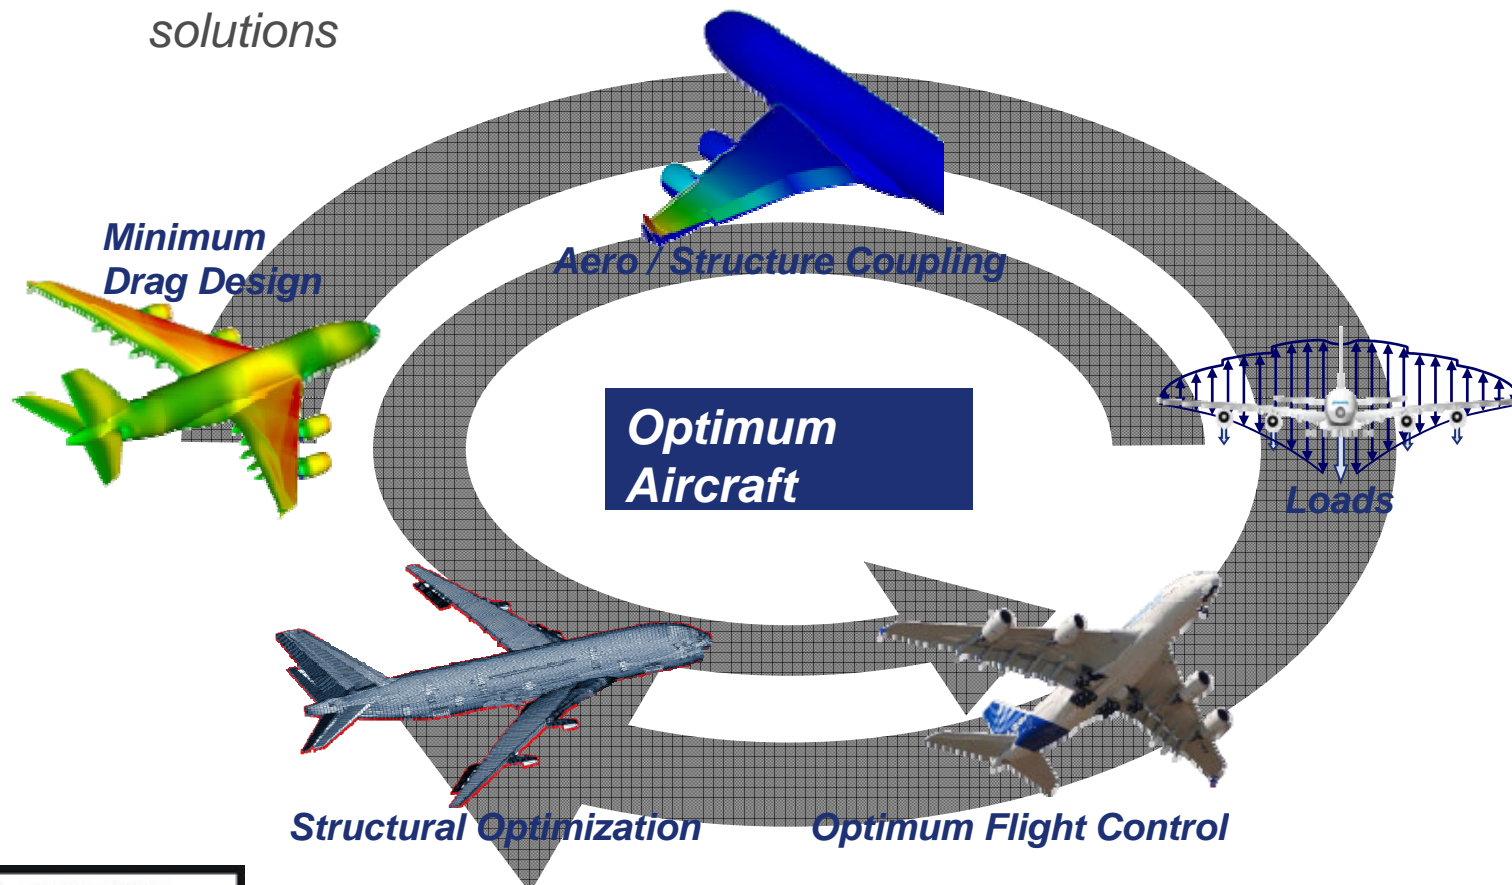 solutions
Minimum
Drag Design
Aero / Structure Coupling
Optimum
Aircraft
Loads
Structural Optimization
Optimum Flight Control